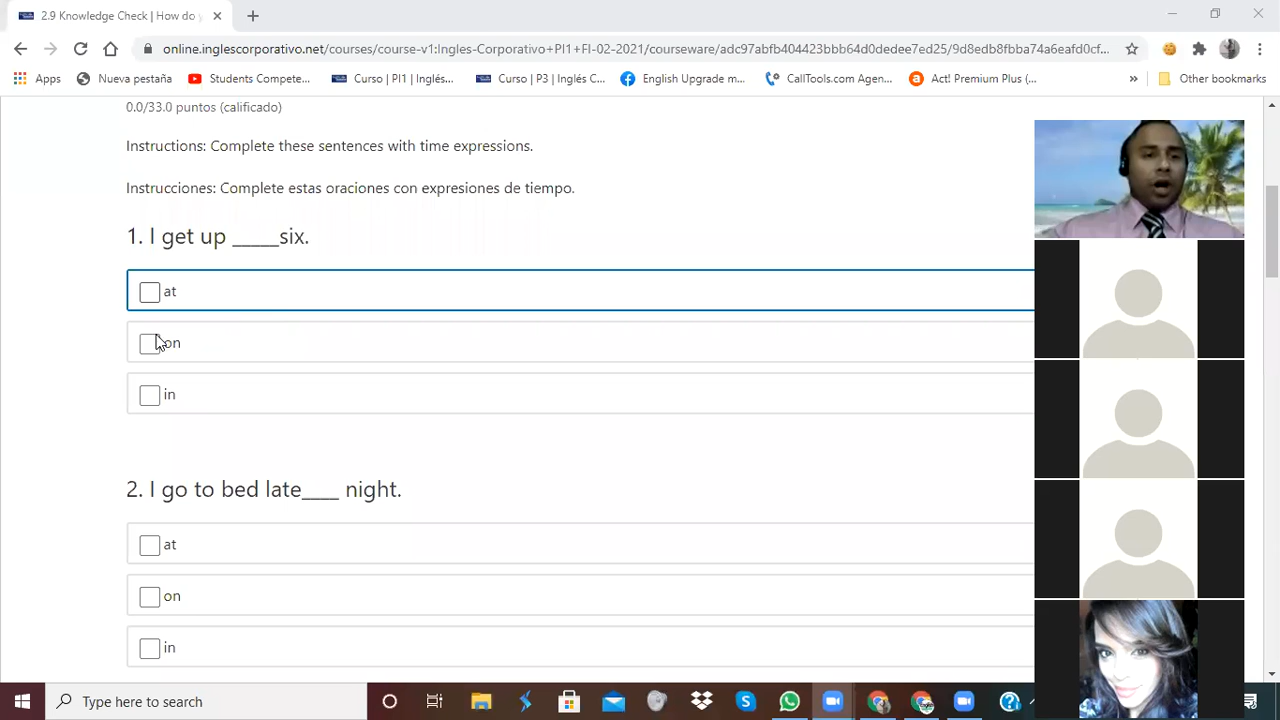 2.9 Knowledge Check | How do y
online.inglescorporativo.net/courses/course-v1:Ingles-Corporativo+PI1+FI-02-2021/courseware/adc97abfb404423bbb64d0dedee7ed25/9d8edb8fbba74a6eafd0cf...
Apps Nueva pestaña Students Compete... Curso | PI1 | Inglés... Curso | P3 | Inglés C... English Upgrade m... CallTools.com Agen... Act! Premium Plus (... » Other bookmarks
0.0/33.0 puntos (calificado)
Instructions: Complete these sentences with time expressions.
Instrucciones: Complete estas oraciones con expresiones de tiempo.
1. I get up _____six.
at
on
in
2. I go to bed late____ night.
at
on
in
Type here to search